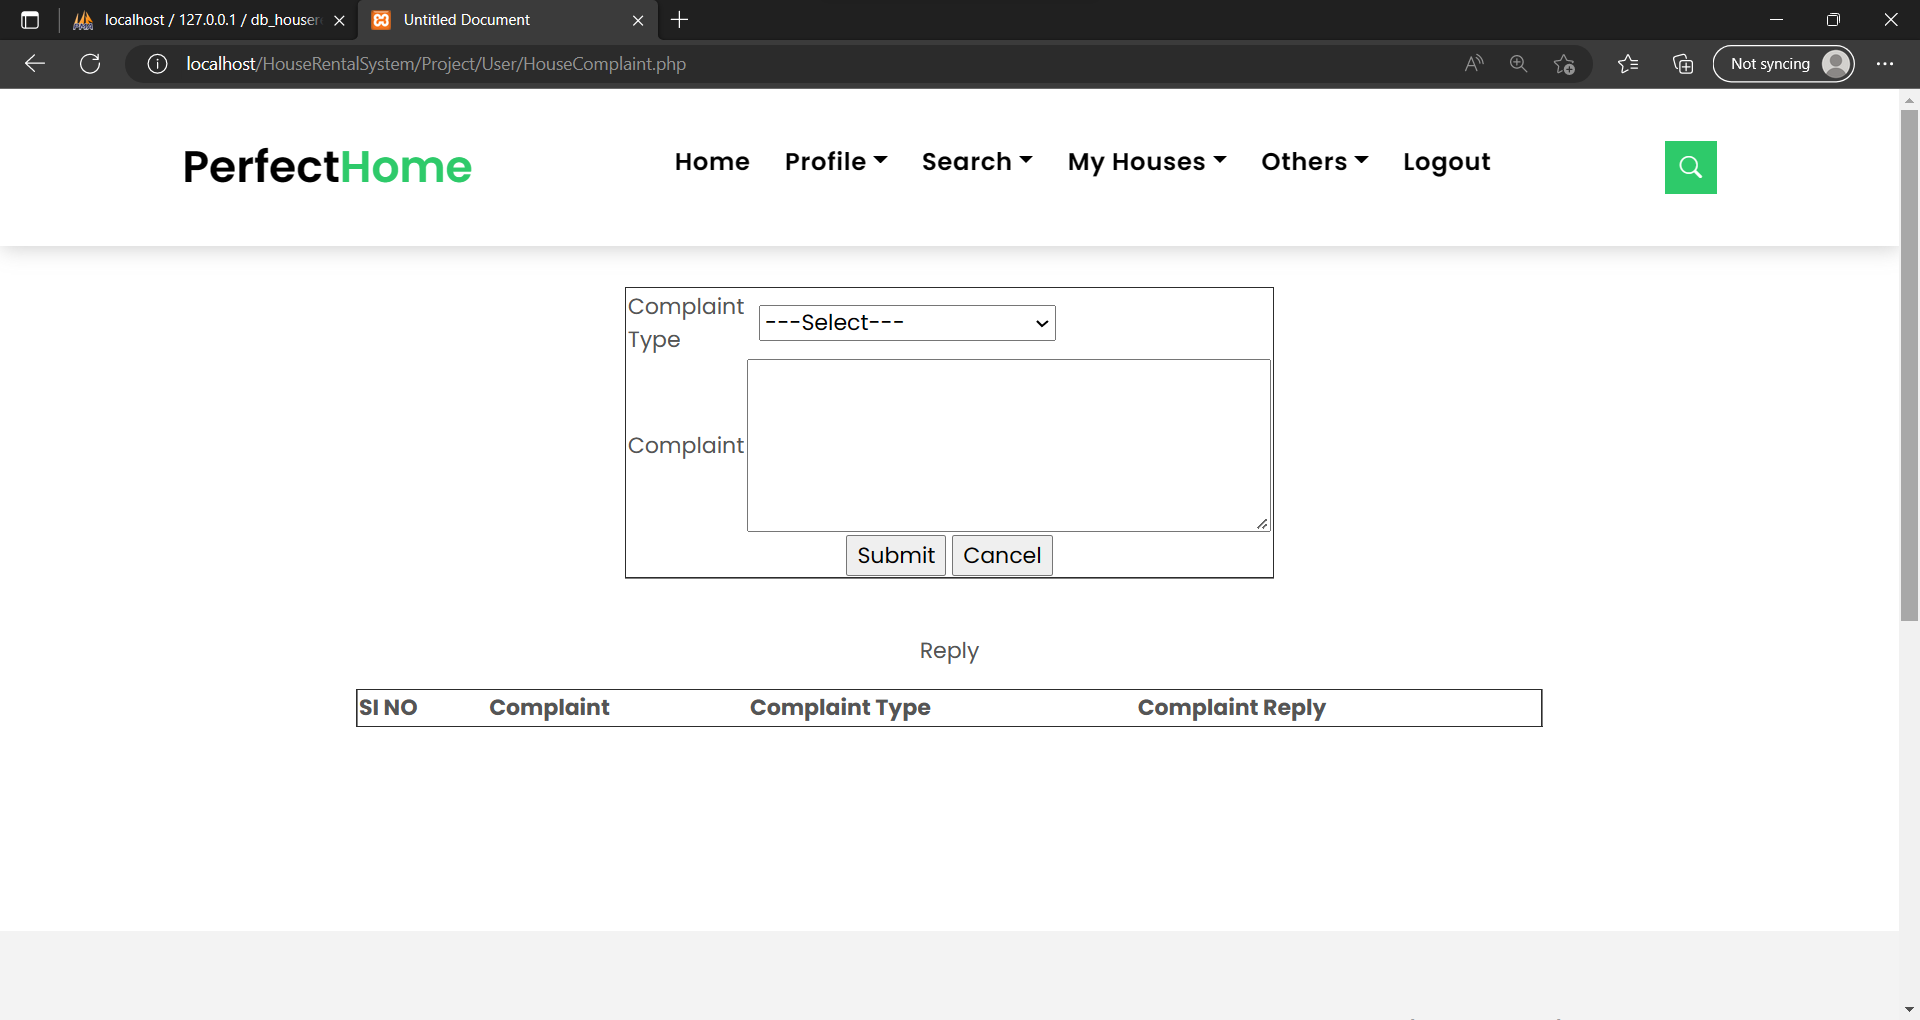 localhost / 127.0.0.1 / db_houser
Untitled Document
localhost/HouseRentalSystem/Project/User/HouseComplaint.php
Not syncing
PerfectHome
Home Profile Search My Houses Others Logout
Complaint
Type
---Select---
Complaint
Submit Cancel
Reply
SI NO Complaint Complaint Type Complaint Reply